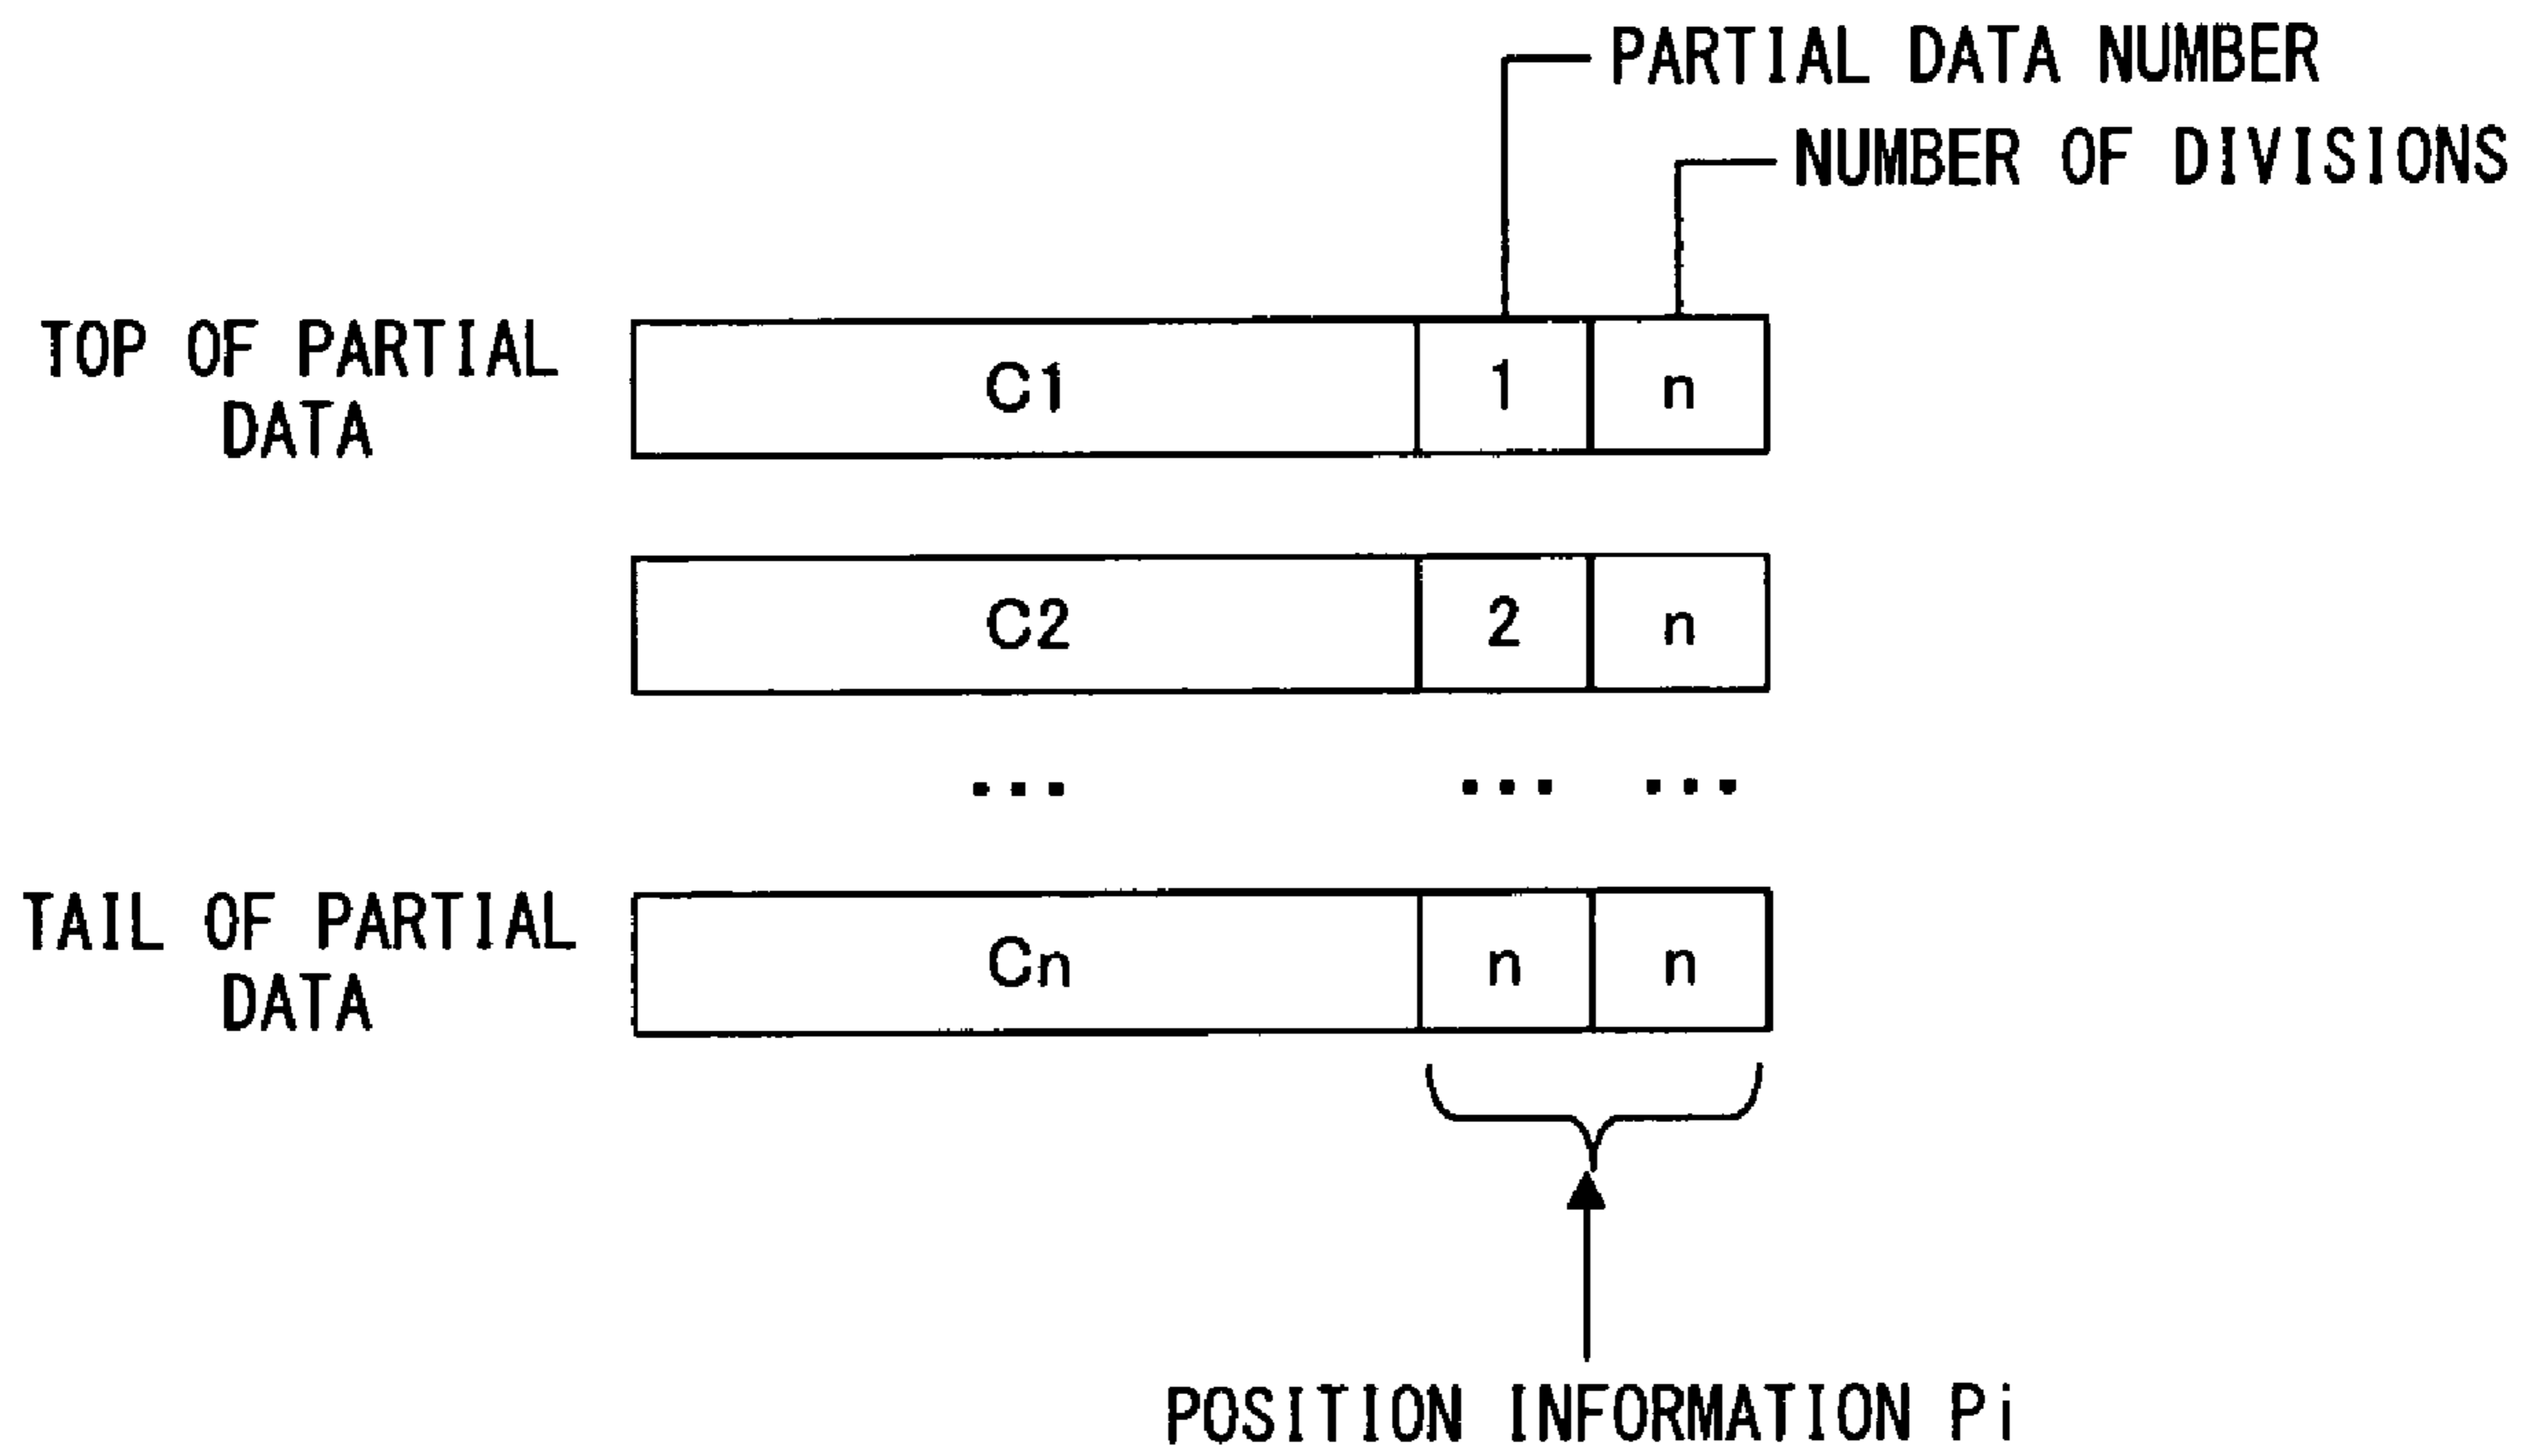 PARTIAL DATA NUMBER
NUMBER OF DIVISIONS
TOP OF PARTIAL
DATA
C1 1 n
C2 2 n
... ... ...
TAIL OF PARTIAL
DATA
Cn n n
POSITION INFORMATION Pi